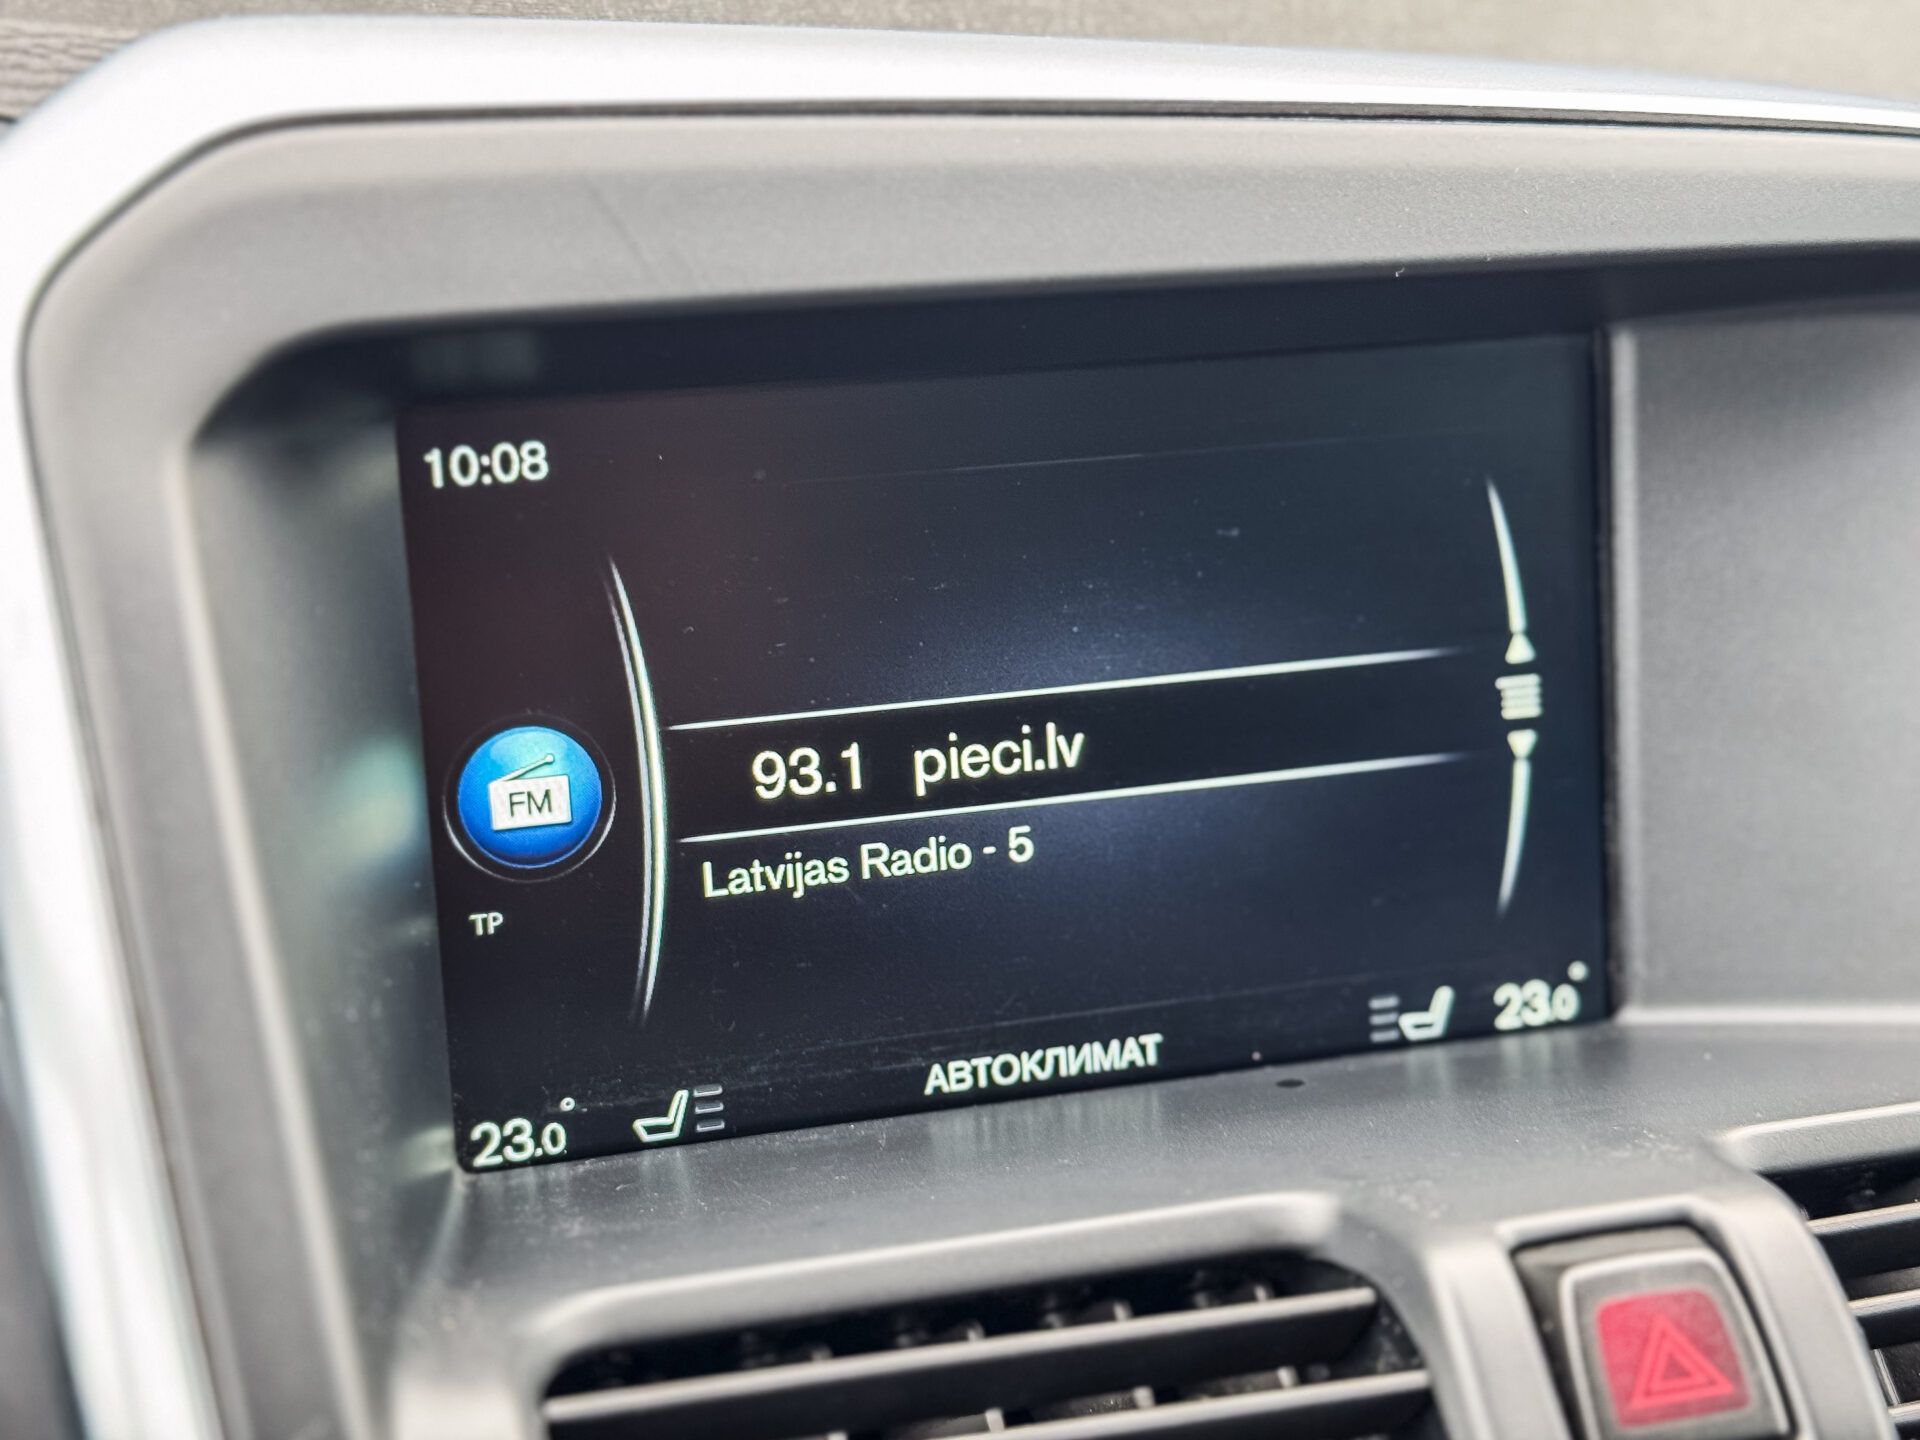 10:08
93.1 pieci.lv
FM
Latvijas Radio - 5
TP
23.0°
АВТОКЛИМАТ
23.0°